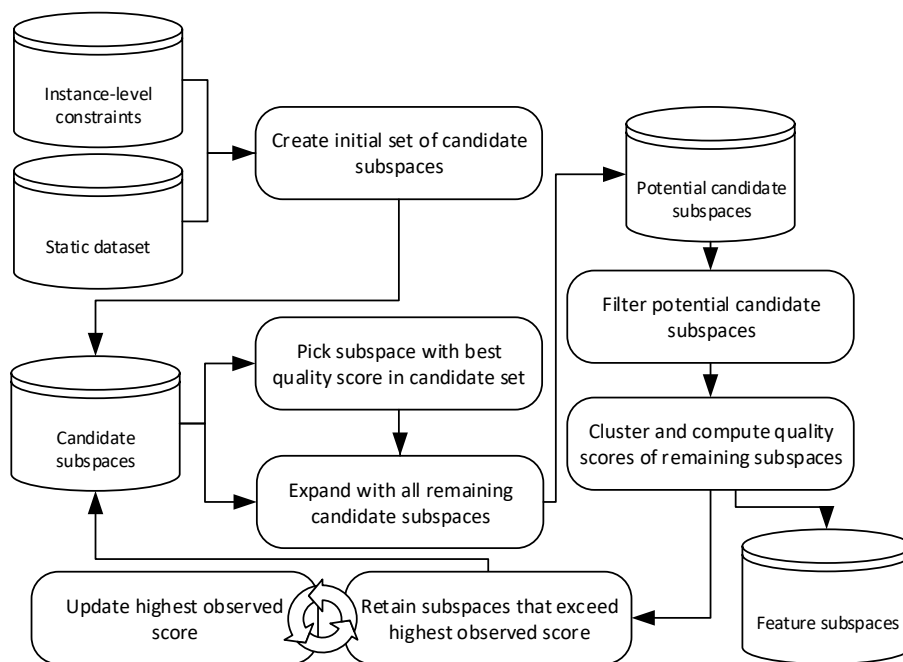 Instance-level
constraints
Static dataset
Create initial set of candidate
subspaces
Potential candidate
subspaces
Filter potential candidate
subspaces
Pick subspace with best
quality score in candidate set
Candidate
subspaces
Expand with all remaining
candidate subspaces
Cluster and compute quality
scores of remaining subspaces
Update highest observed
score
Retain subspaces that exceed
highest observed score
Feature subspaces